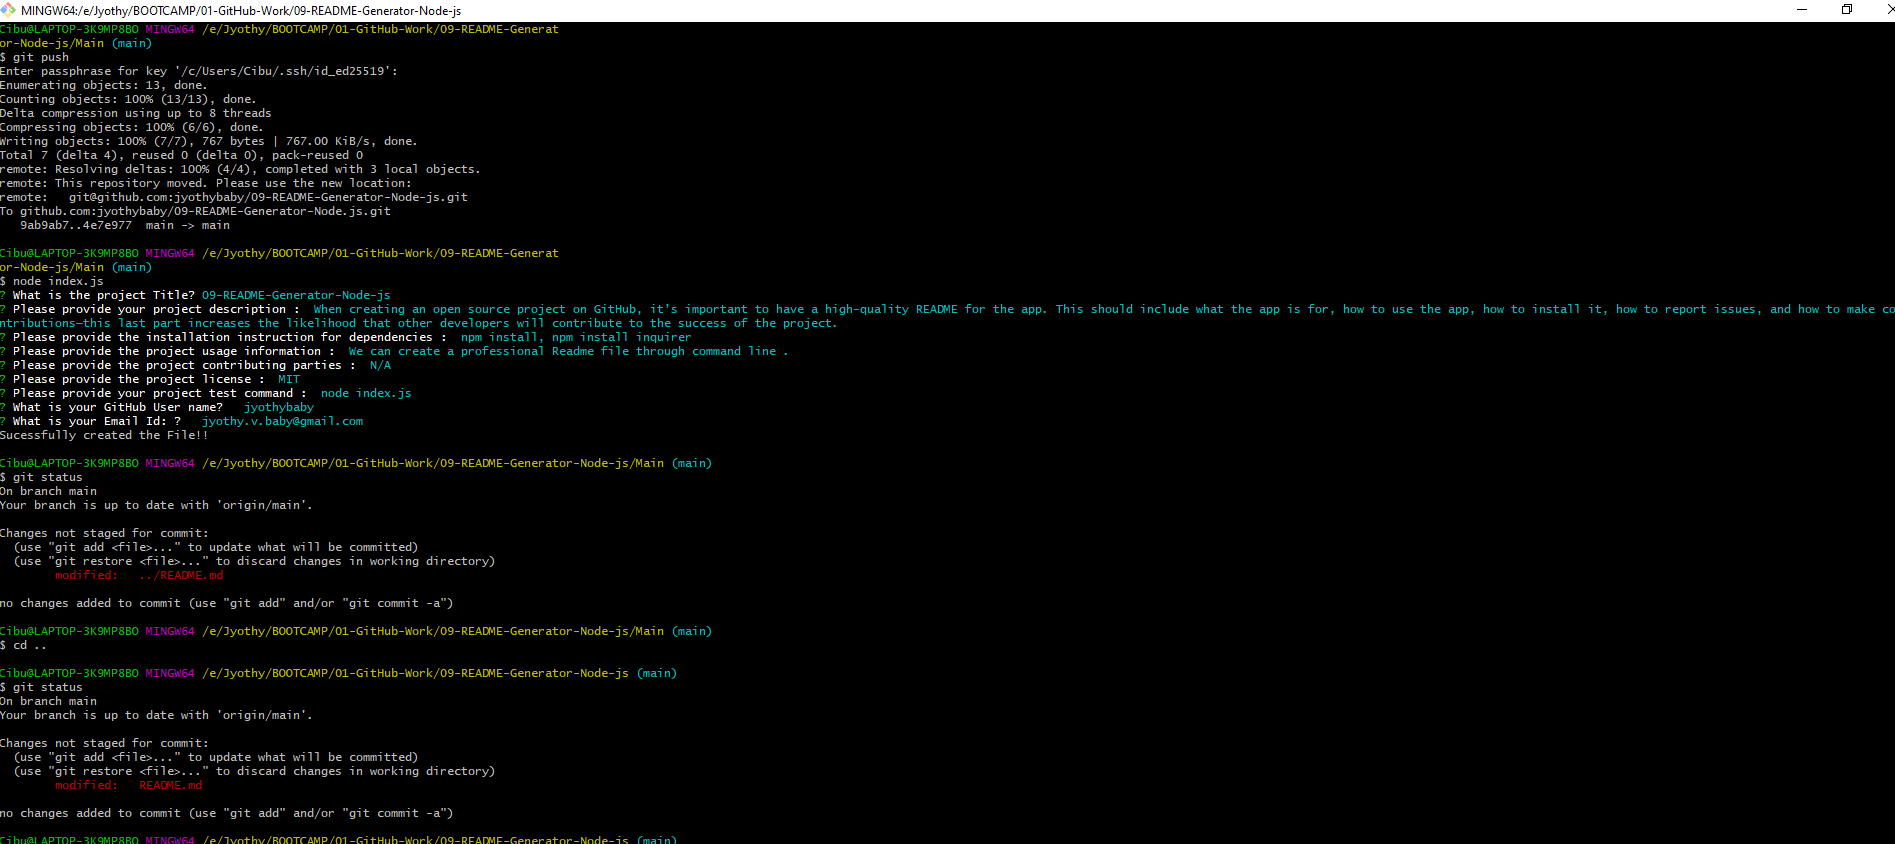 MINGW64:/e/Jyothy/BOOTCAMP/01-GitHub-Work/09-README-Generator-Node-js
Cibu@LAPTOP-3K9MP8BO MINGW64 /e/Jyothy/BOOTCAMP/01-GitHub-Work/09-README-Generat
or-Node-js/Main (main)
$ git push
Enter passphrase for key '/c/Users/Cibu/.ssh/id_ed25519':
Enumerating objects: 13, done.
Counting objects: 100% (13/13), done.
Delta compression using up to 8 threads
Compressing objects: 100% (6/6), done.
Writing objects: 100% (7/7), 767 bytes | 767.00 KiB/s, done.
Total 7 (delta 4), reused 0 (delta 0), pack-reused 0
remote: Resolving deltas: 100% (4/4), completed with 3 local objects.
remote: This repository moved. Please use the new location:
remote:   git@github.com:jyothybaby/09-README-Generator-Node-js.git
To github.com:jyothybaby/09-README-Generator-Node.js.git
   9ab9ab7..4e7e977  main -> main
Cibu@LAPTOP-3K9MP8BO MINGW64 /e/Jyothy/BOOTCAMP/01-GitHub-Work/09-README-Generat
or-Node-js/Main (main)
$ node index.js
? What is the project Title? 09-README-Generator-Node-js
? Please provide your project description :  When creating an open source project on GitHub, it's important to have a high-quality README for the app. This should include what the app is for, how to use the app, how to install it, how to report issues, and how to make co
ntributions—this last part increases the likelihood that other developers will contribute to the success of the project.
? Please provide the installation instruction for dependencies :  npm install, npm install inquirer
? Please provide the project usage information :  We can create a professional Readme file through command line .
? Please provide the project contributing parties :  N/A
? Please provide the project license :  MIT
? Please provide your project test command :  node index.js
? What is your GitHub User name?   jyothybaby
? What is your Email Id: ?   jyothy.v.baby@gmail.com
Sucessfully created the File!!
Cibu@LAPTOP-3K9MP8BO MINGW64 /e/Jyothy/BOOTCAMP/01-GitHub-Work/09-README-Generator-Node-js/Main (main)
$ git status
On branch main
Your branch is up to date with 'origin/main'.
Changes not staged for commit:
  (use "git add <file>..." to update what will be committed)
  (use "git restore <file>..." to discard changes in working directory)
        modified:   ../README.md
no changes added to commit (use "git add" and/or "git commit -a")
Cibu@LAPTOP-3K9MP8BO MINGW64 /e/Jyothy/BOOTCAMP/01-GitHub-Work/09-README-Generator-Node-js/Main (main)
$ cd ..
Cibu@LAPTOP-3K9MP8BO MINGW64 /e/Jyothy/BOOTCAMP/01-GitHub-Work/09-README-Generator-Node-js (main)
$ git status
On branch main
Your branch is up to date with 'origin/main'.
Changes not staged for commit:
  (use "git add <file>..." to update what will be committed)
  (use "git restore <file>..." to discard changes in working directory)
        modified:   README.md
no changes added to commit (use "git add" and/or "git commit -a")
Cibu@LAPTOP-3K9MP8BO MINGW64 /e/Jyothy/BOOTCAMP/01-GitHub-Work/09-README-Generator-Node-js (main)